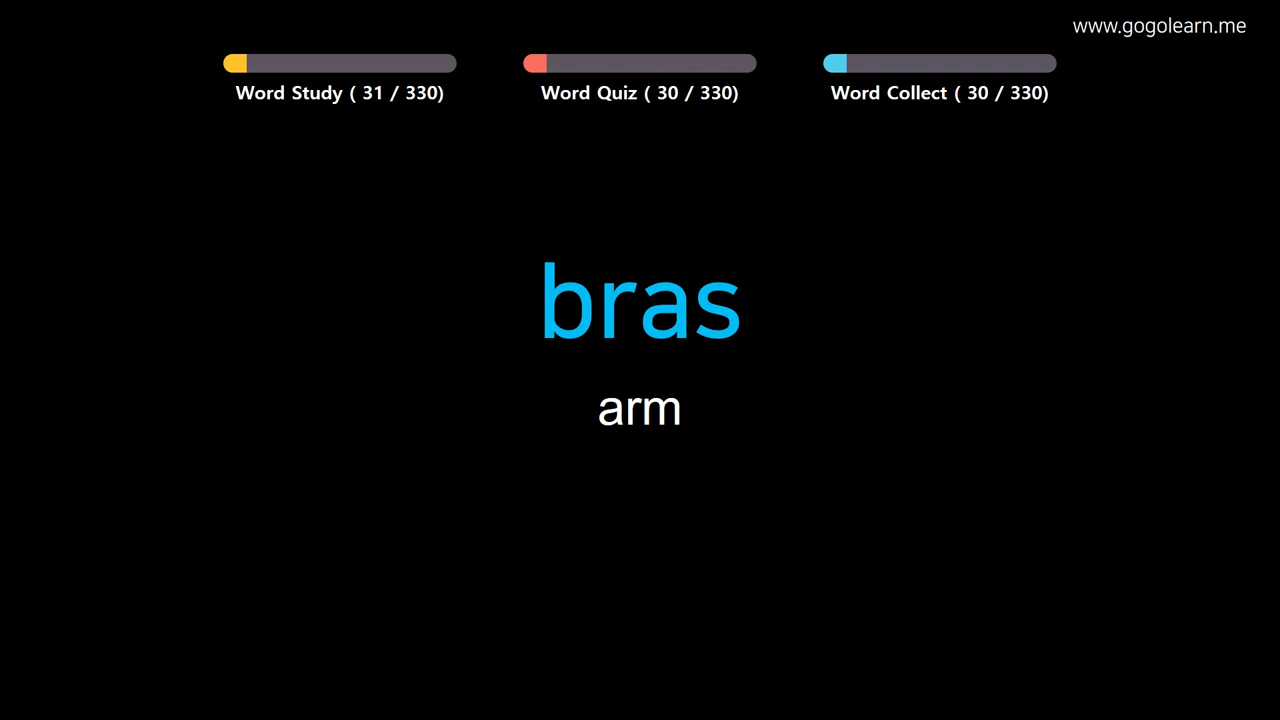 www.gogolearn.me
Word Study ( 31 / 330)
Word Quiz ( 30 / 330)
Word Collect ( 30 / 330)
bras
arm